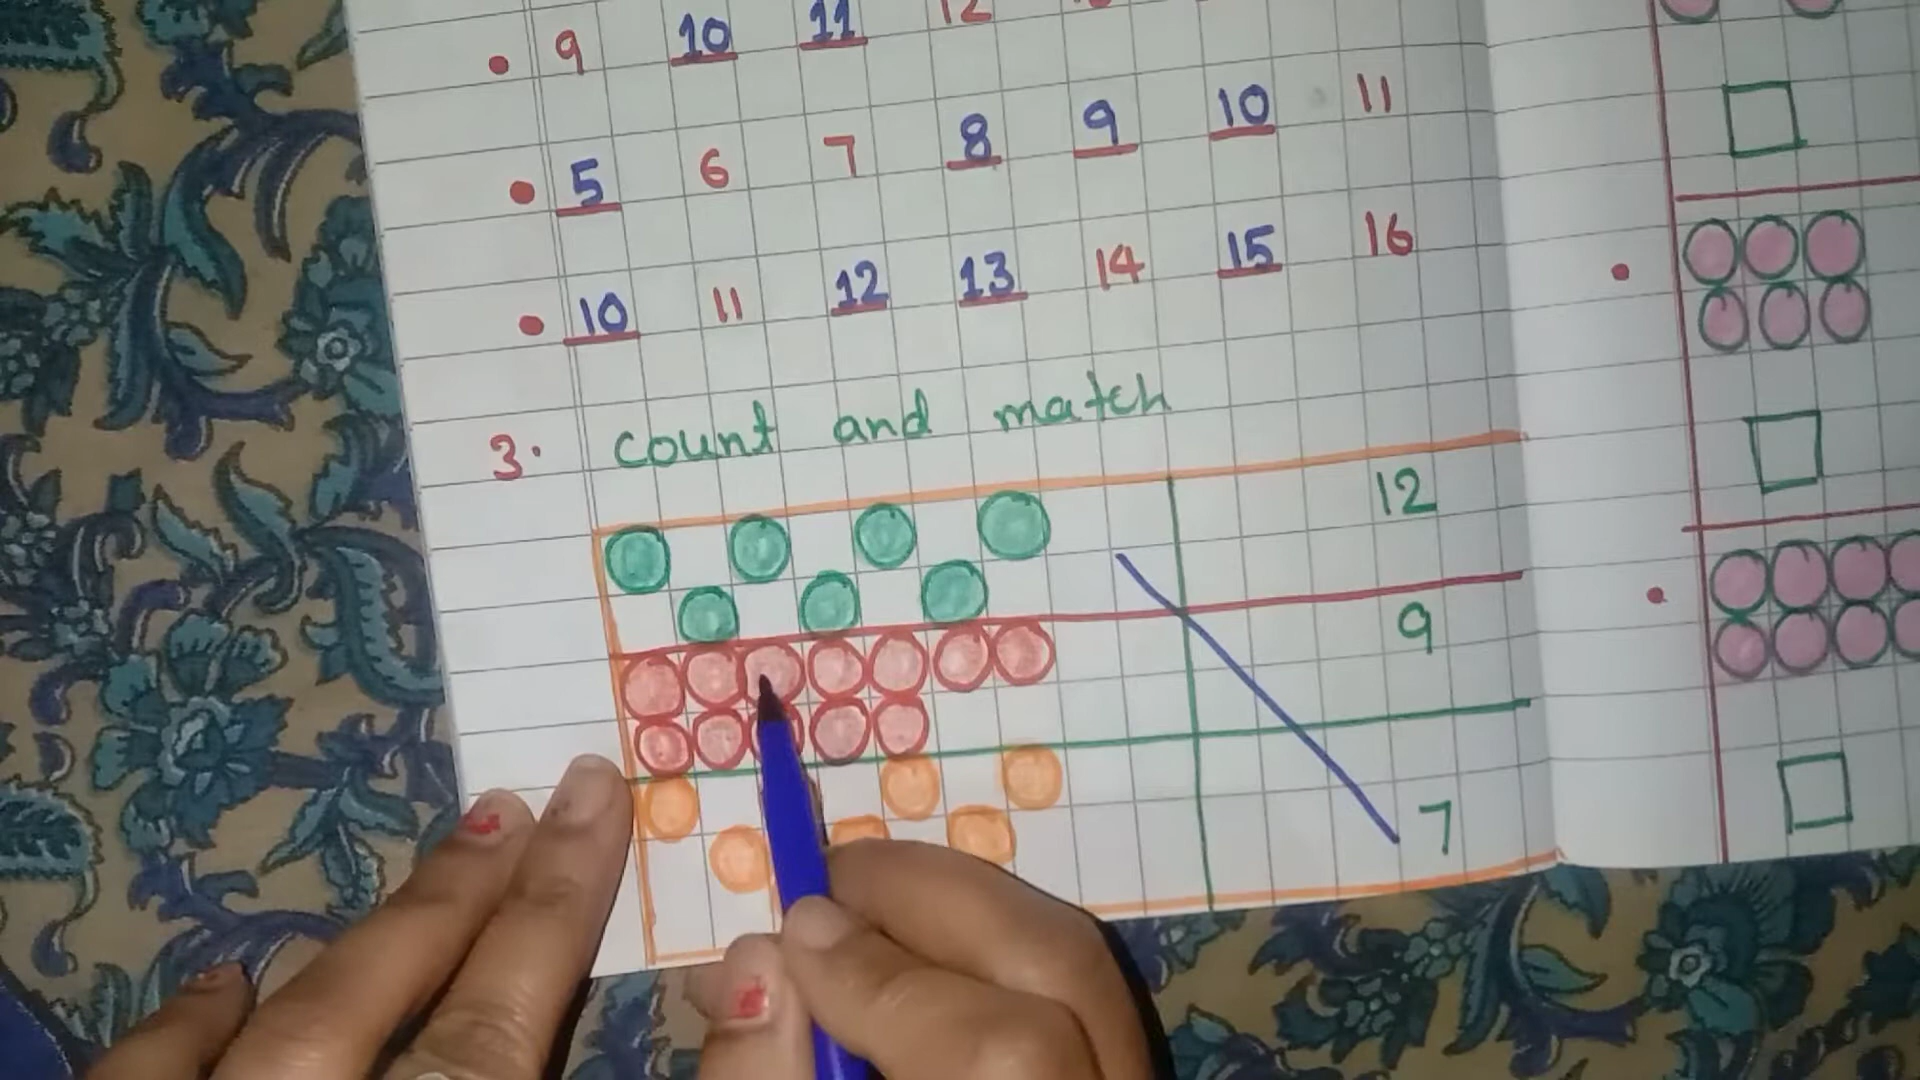 • 9 10 11 12
• 5 6 7 8 9 10 11
• 10 11 12 13 14 15 16
3. count and match
12
9
7